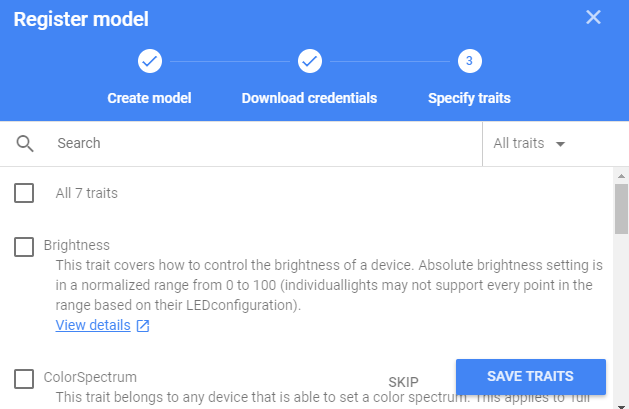 Register model
3
Create model
Download credentials
Specify traits
Search
All traits
All 7 traits
Brightness
This trait covers how to control the brightness of a device. Absolute brightness setting is
in a normalized range from 0 to 100 (individuallights may not support every point in the
range based on their LEDconfiguration).
View details
ColorSpectrum
This trait belongs to any device that is able to set a color spectrum. This applies to full
SKIP
SAVE TRAITS